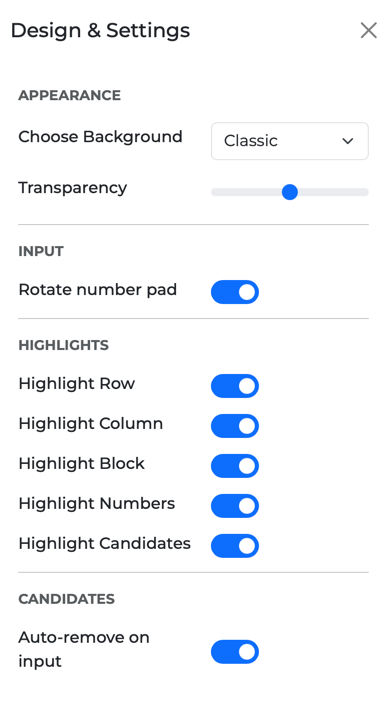 Design & Settings
APPEARANCE
Choose Background
Classic
Transparency
INPUT
Rotate number pad
HIGHLIGHTS
Highlight Row
Highlight Column
Highlight Block
Highlight Numbers
Highlight Candidates
CANDIDATES
Auto-remove on
input